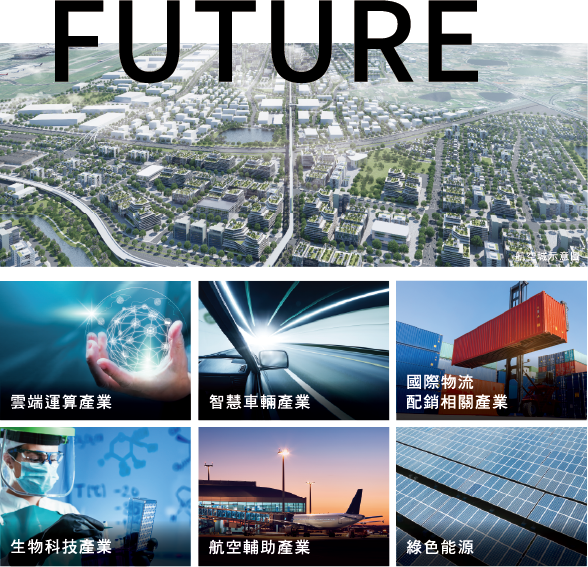 FUTURE
航空城示意圖
雲端運算產業
智慧車輛產業
國際物流
配銷相關產業
生物科技產業
航空輔助產業
綠色能源